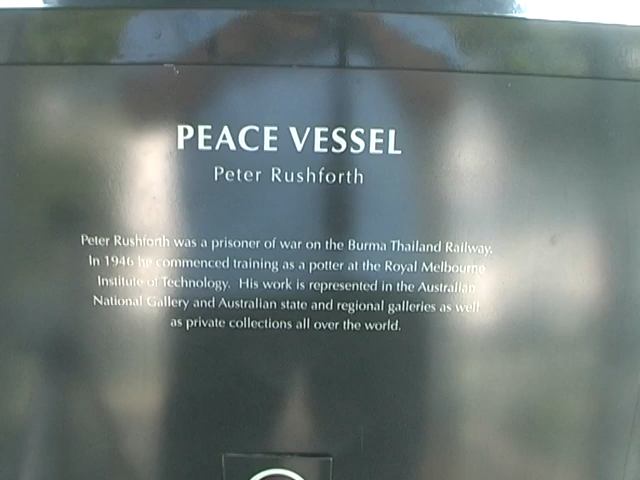 PEACE VESSEL
Peter Rushforth
Peter Rushforth was a prisoner of war on the Burma Thailand Railway.
In 1946 he commenced training as a potter at the Royal Melbourne
Institute of Technology. His work is represented in the Australian
National Gallery and Australian state and regional galleries as well
as private collections all over the world.